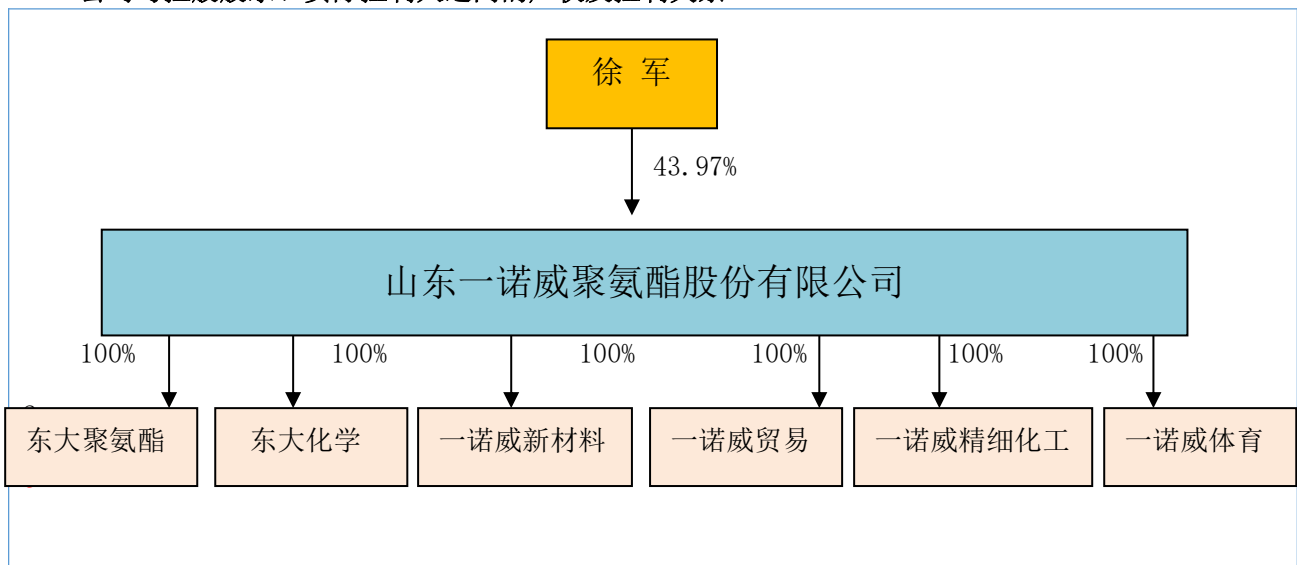 徐 军
43.97%
山东一诺威聚氨酯股份有限公司
100% 100% 100% 100% 100% 100%
东大聚氨酯 东大化学 一诺威新材料 一诺威贸易 一诺威精细化工 一诺威体育